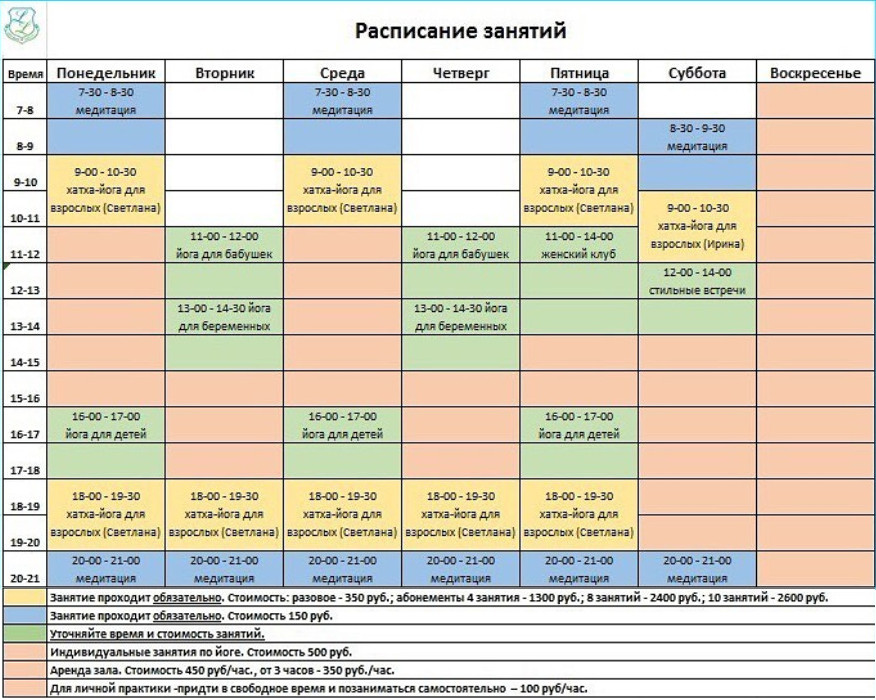 Расписание занятий
Время Понедельник Вторник Среда Четверг Пятница Суббота Воскресенье
7-8
7-30 - 8-30
медитация
7-30 - 8-30
медитация
7-30 - 8-30
медитация
8-9
8-30 - 9-30
медитация
9-10
10-11
9-00 - 10-30
хатха-йога для
взрослых (Светлана)
9-00 - 10-30
хатха-йога для
взрослых (Светлана)
9-00 - 10-30
хатха-йога для
взрослых (Светлана)
9-00 - 10-30
хатха-йога для
взрослых (Ирина)
11-12
11-00 - 12-00
йога для бабушек
11-00 - 12-00
йога для бабушек
11-00 - 14-00
женский клуб
12-13
12-00 - 14-00
стильные встречи
13-14
13-00 - 14-30 йога
для беременных
13-00 - 14-30 йога
для беременных
14-15
15-16
16-17
16-00 - 17-00
йога для детей
16-00 - 17-00
йога для детей
16-00 - 17-00
йога для детей
17-18
18-19
19-20
18-00 - 19-30
хатха-йога для
взрослых (Светлана)
18-00 - 19-30
хатха-йога для
взрослых (Светлана)
18-00 - 19-30
хатха-йога для
взрослых (Светлана)
18-00 - 19-30
хатха-йога для
взрослых (Светлана)
18-00 - 19-30
хатха-йога для
взрослых (Светлана)
20-21
20-00 - 21-00
медитация
20-00 - 21-00
медитация
20-00 - 21-00
медитация
20-00 - 21-00
медитация
20-00 - 21-00
медитация
20-00 - 21-00
медитация
Занятие проходит обязательно. Стоимость: разовое - 350 руб.; абонементы 4 занятия - 1300 руб.; 8 занятий - 2400 руб.; 10 занятий - 2600 руб.
Занятие проходит обязательно. Стоимость 150 руб.
Уточняйте время и стоимость занятий.
Индивидуальные занятия по йоге. Стоимость 500 руб.
Аренда зала. Стоимость 450 руб/час., от 3 часов - 350 руб./час.
Для личной практики -придти в свободное время и позаниматься самостоятельно – 100 руб/час.